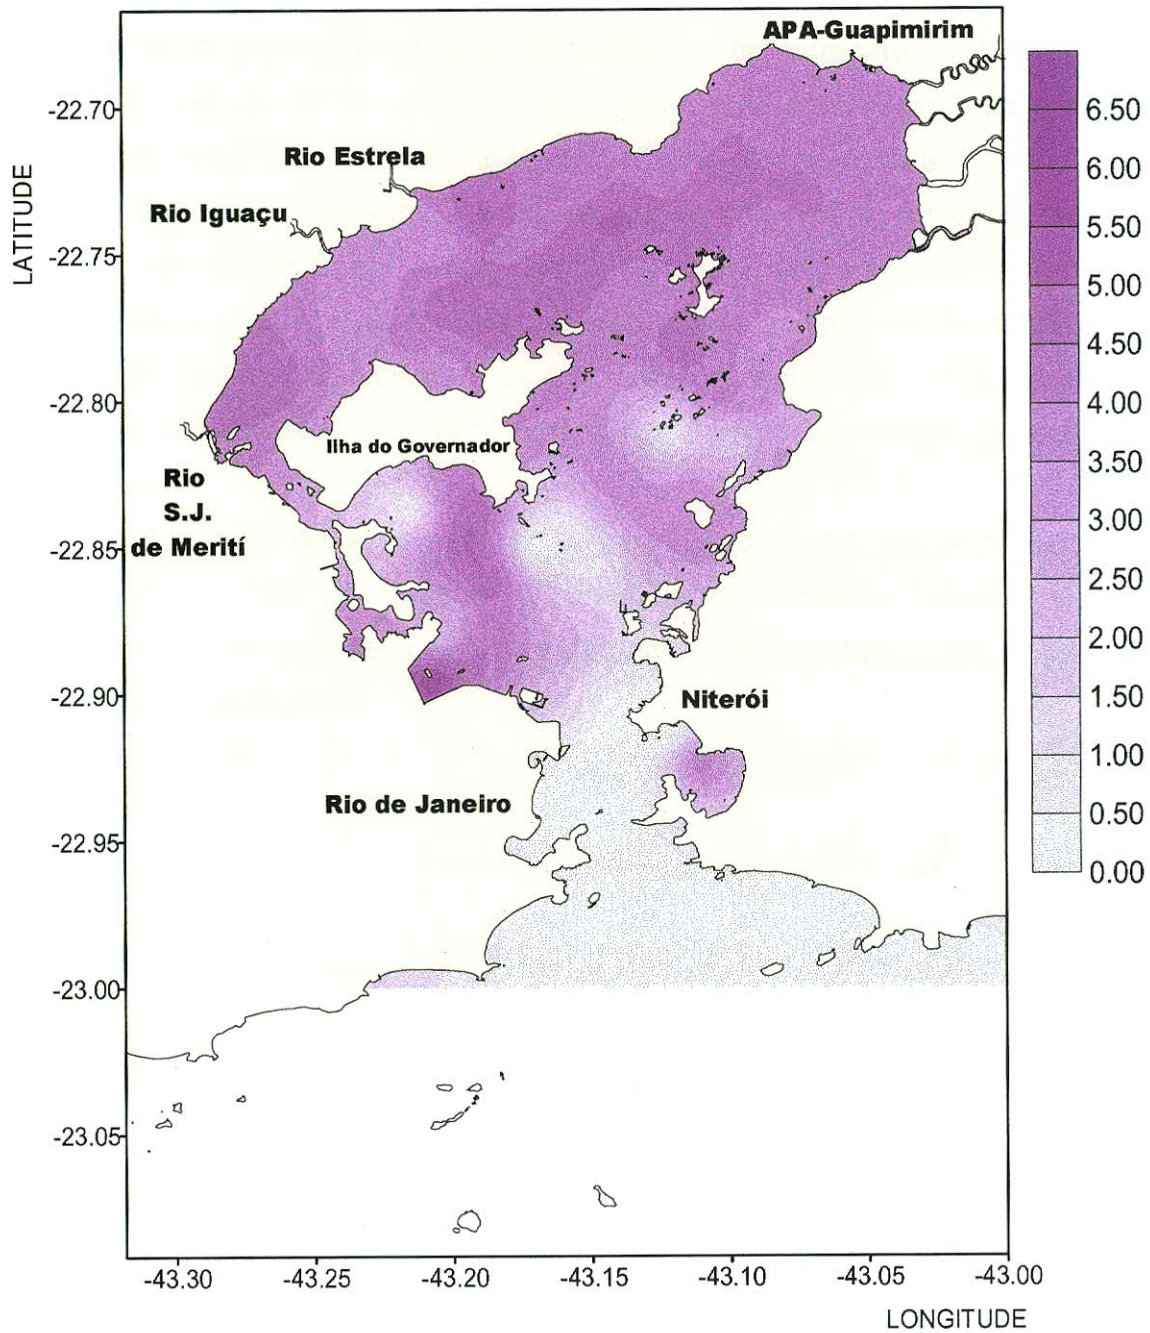 APA-Guapimirim
Rio Estrela
Rio Iguaçu
Ilha do Governador
Rio
S.J.
de Merití
Niterói
Rio de Janeiro
LATITUDE
-22.70
-22.75
-22.80
-22.85
-22.90
-22.95
-23.00
-23.05
-43.30 -43.25 -43.20 -43.15 -43.10 -43.05 -43.00
LONGITUDE
6.50
6.00
5.50
5.00
4.50
4.00
3.50
3.00
2.50
2.00
1.50
1.00
0.50
0.00